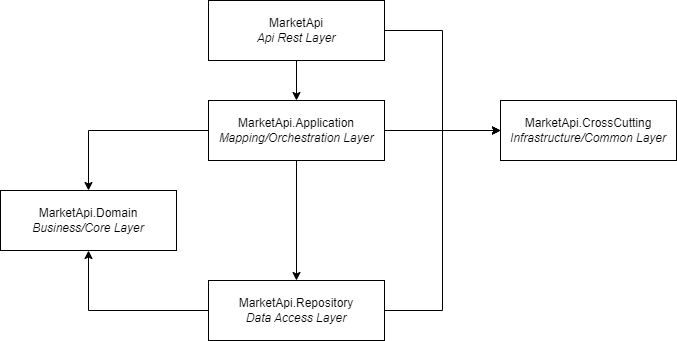 MarketApi
Api Rest Layer
MarketApi.Application
Mapping/Orchestration Layer
MarketApi.CrossCutting
Infrastructure/Common Layer
MarketApi.Domain
Business/Core Layer
MarketApi.Repository
Data Access Layer